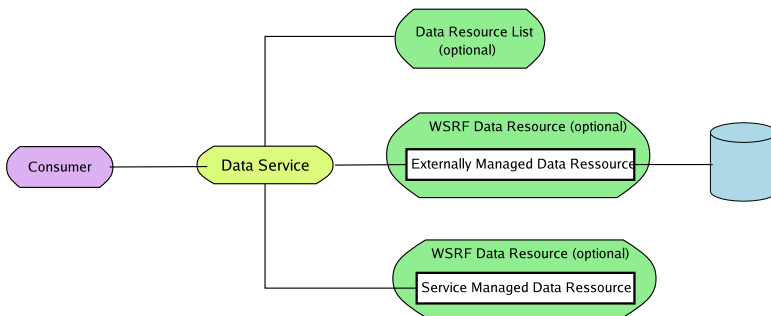 Data Resource List
(optional)
WSRF Data Resource (optional)
Consumer
Data Service
Externally Managed Data Ressource
WSRF Data Resource (optional)
Service Managed Data Ressource